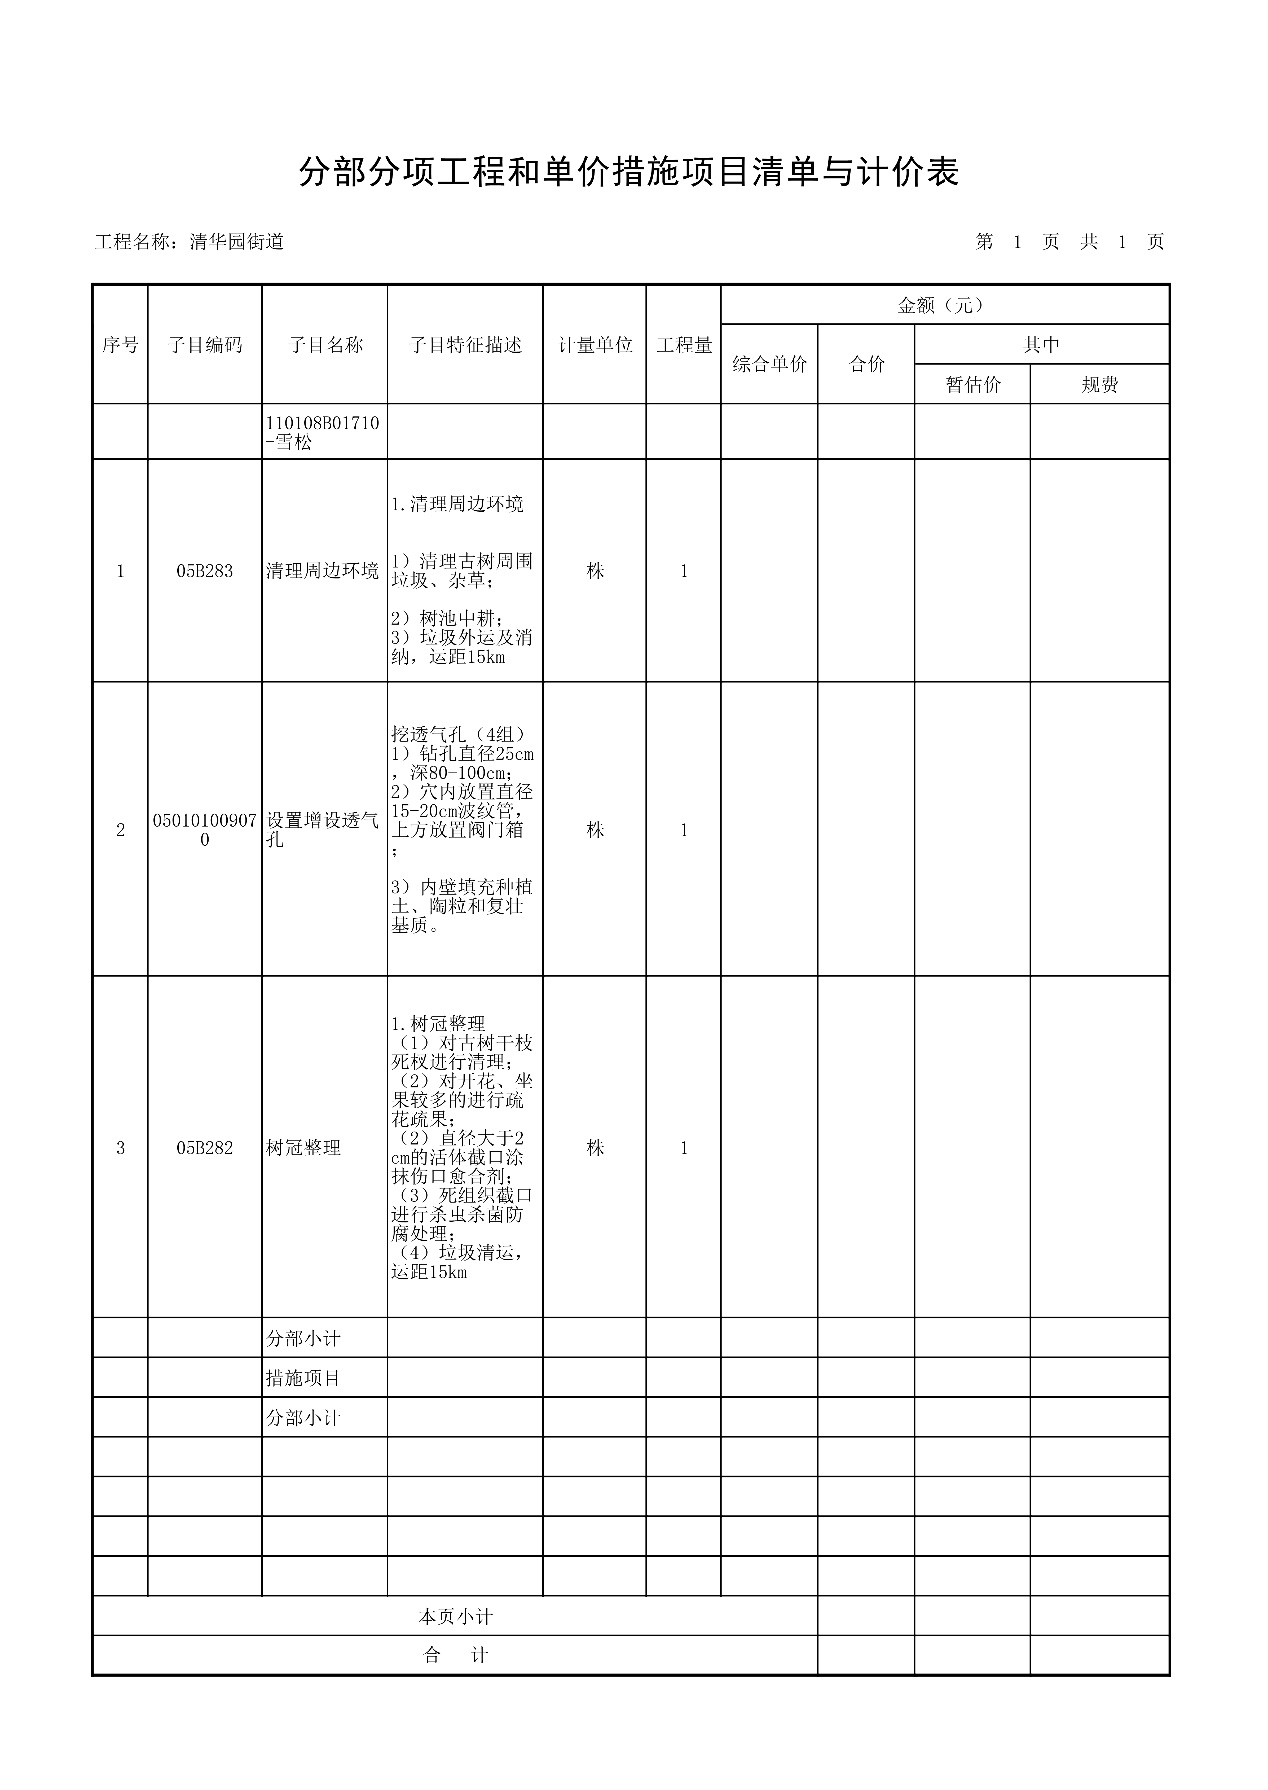 分部分项工程和单价措施项目清单与计价表
工程名称：清华园街道
第 1 页 共 1 页
序号
子目编码
子目名称
子目特征描述
计量单位
工程量
金额（元）
综合单价
合价
其中
暂估价
规费
110108B01710
-雪松
1
05B283
清理周边环境
1.清理周边环境
1）清理古树周围
垃圾、杂草；
2）树池中耕；
3）垃圾外运及消
纳，运距15km
株
1
2
05010100907
0
设置增设透气
孔
挖透气孔（4组）
1）钻孔直径25cm
，深80-100cm；
2）穴内放置直径
15-20cm波纹管，
上方放置阀门箱
；
3）内壁填充种植
土、陶粒和复壮
基质。
株
1
3
05B282
树冠整理
1.树冠整理
（1）对古树干枝
死杈进行清理；
（2）对开花、坐
果较多的进行疏
花疏果；
（2）直径大于2
cm的活体截口涂
抹伤口愈合剂；
（3）死组织截口
进行杀虫杀菌防
腐处理；
（4）垃圾清运，
运距15km
株
1
分部小计
措施项目
分部小计
本页小计
合 计